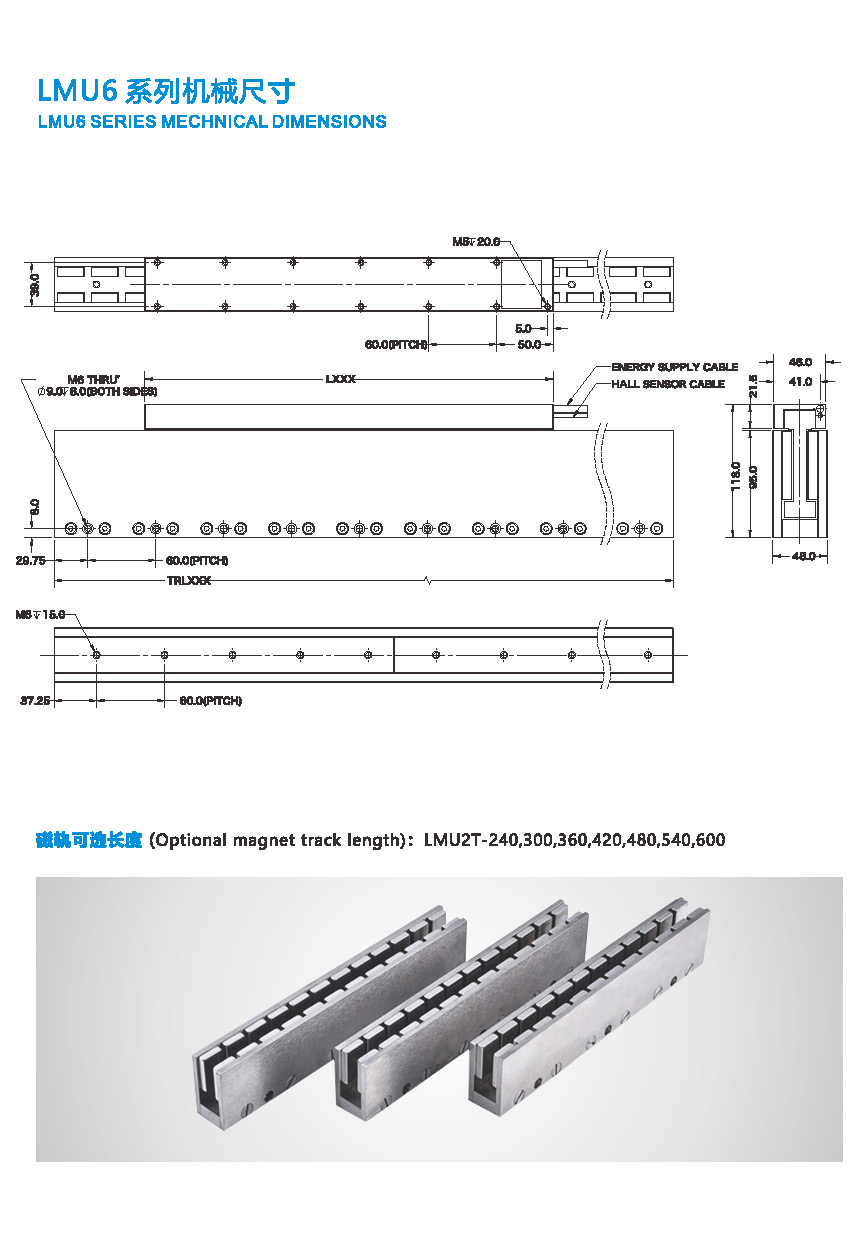 LMU6 系列机械尺寸
LMU6 SERIES MECHNICAL DIMENSIONS
M5↧20.0
39.0
5.0
60.0(PITCH)
50.0
M6 THRU"
∅9.0↧6.0(BOTH SIDES)
LXXX
ENERGY SUPPLY CABLE
HALL SENSOR CABLE
46.0
41.0
21.5
118.0
95.0
48.0
8.0
29.75
60.0(PITCH)
TRLXXX
M6↧15.0
37.25
60.0(PITCH)
磁轨可选长度 (Optional magnet track length)：LMU2T-240,300,360,420,480,540,600